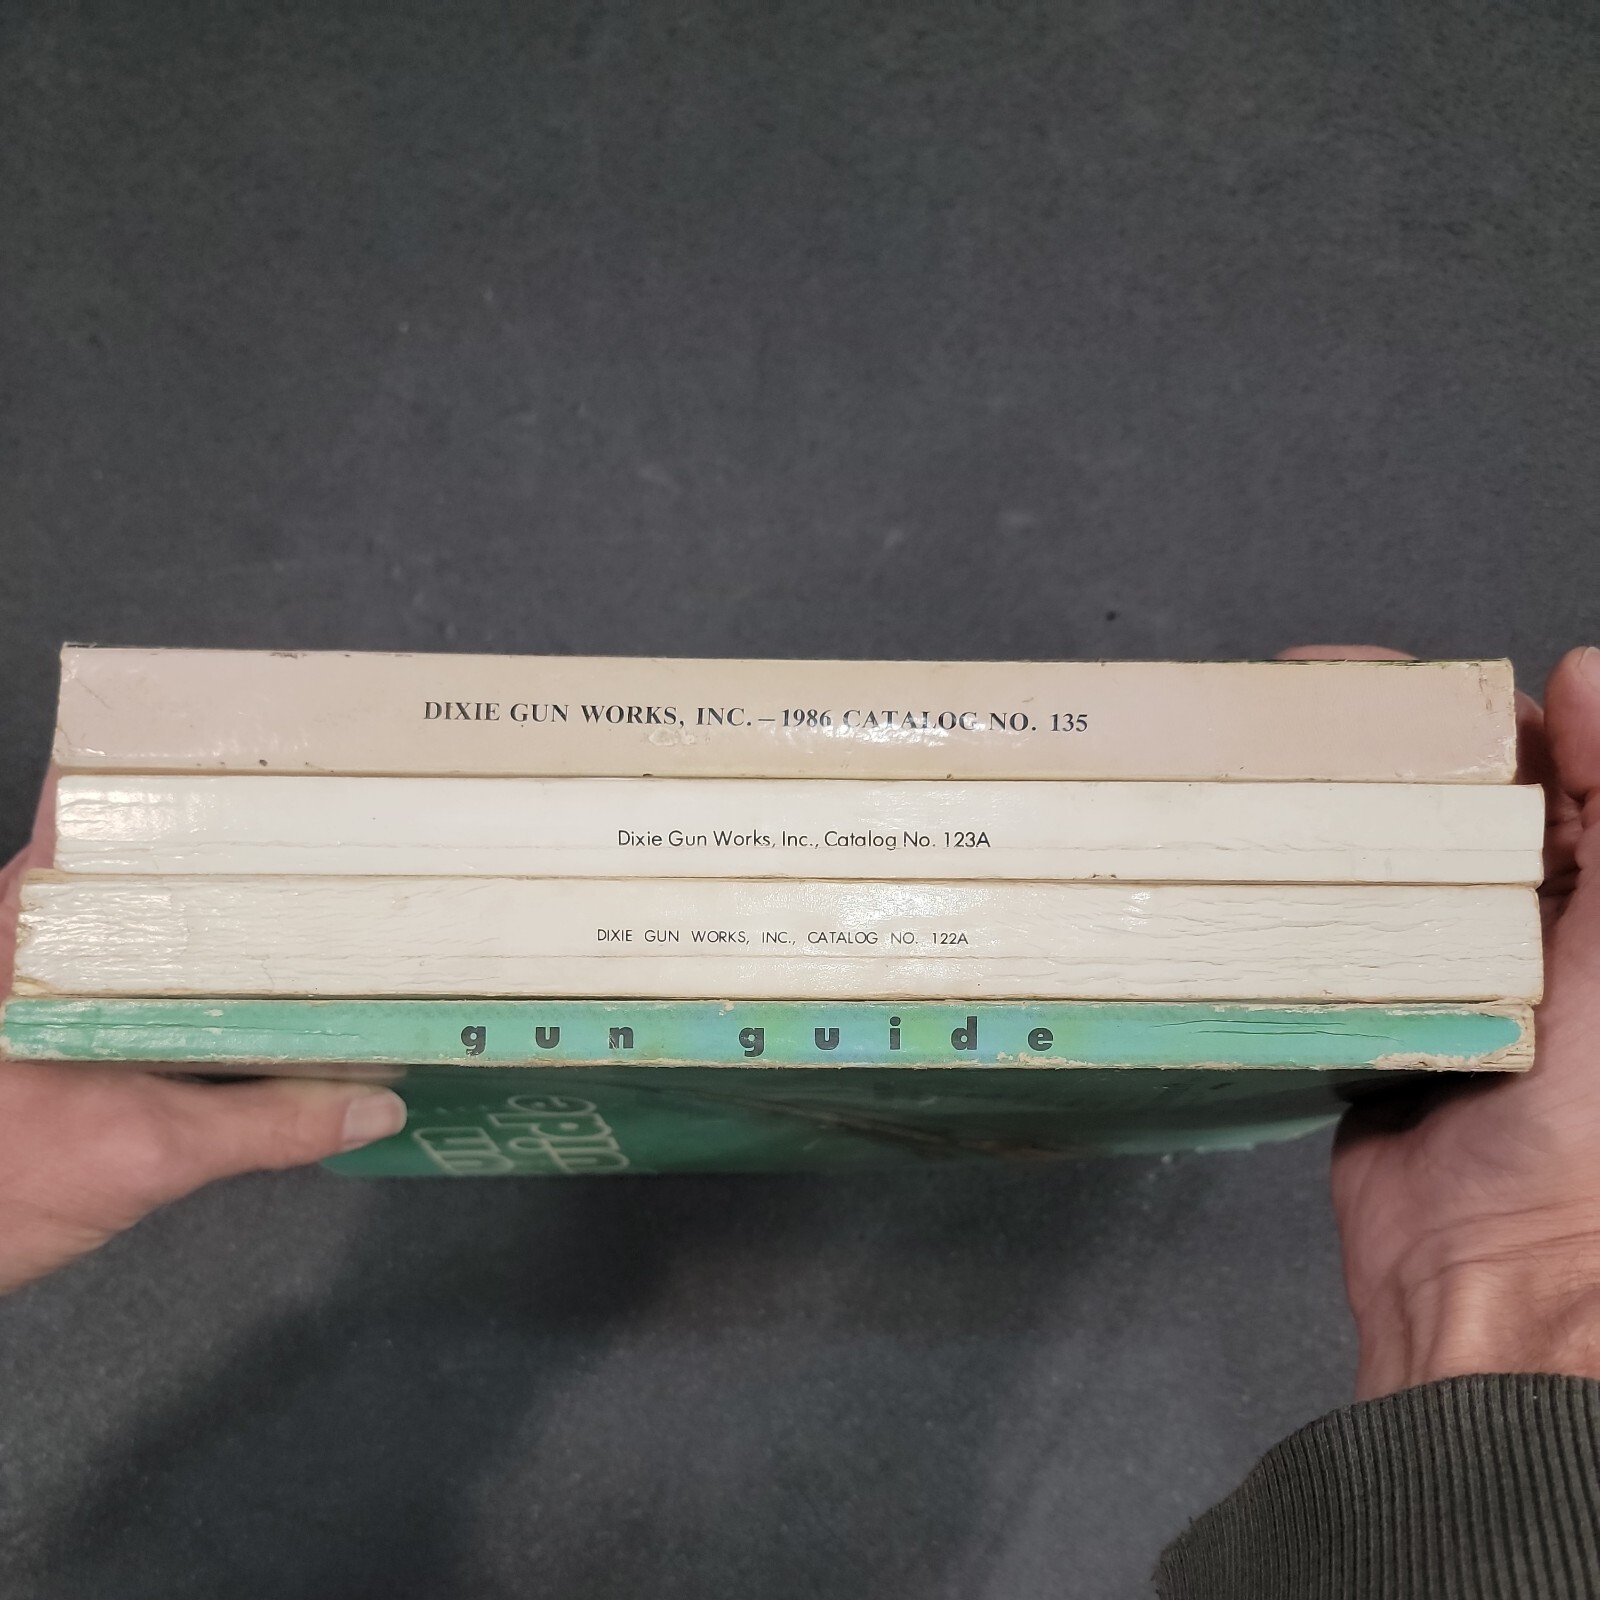 DIXIE GUN WORKS, INC. – 1986 CATALOG NO. 135
Dixie Gun Works, Inc., Catalog No. 123A
DIXIE GUN WORKS, INC., CATALOG NO. 122A
gun guide